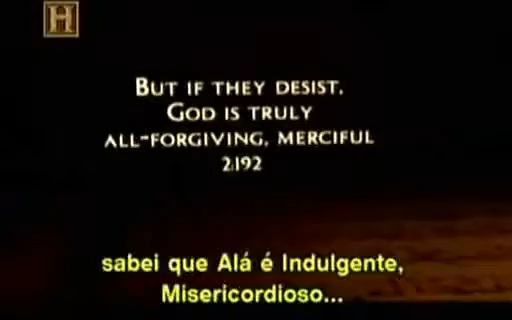 H
BUT IF THEY DESIST.
GOD IS TRULY
ALL-FORGIVING, MERCIFUL
2:192
sabei que Alá é Indulgente,
Misericordioso...